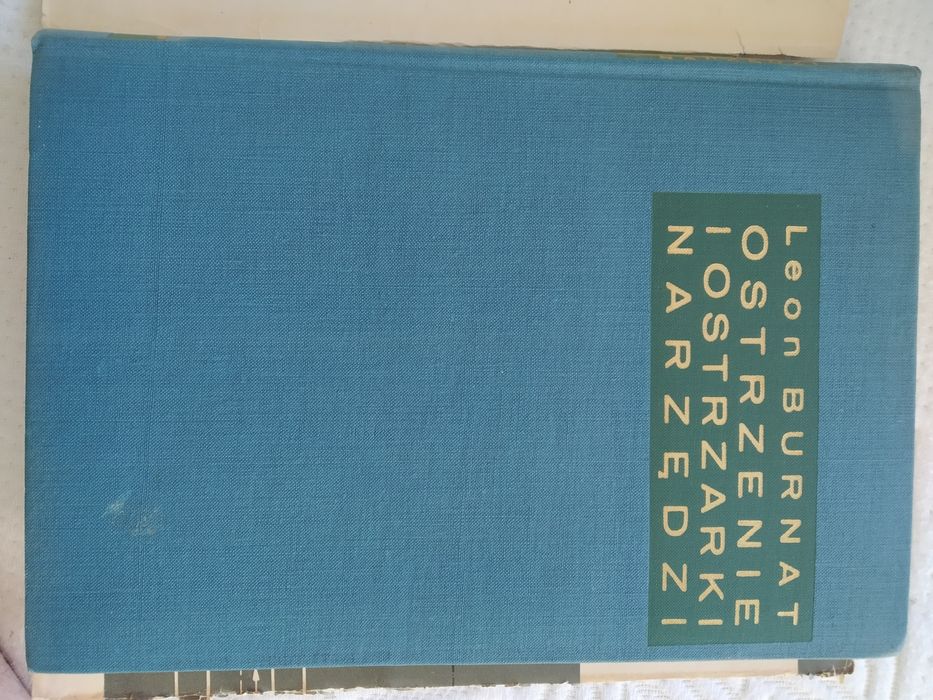 Leon BURNAT
OSTRZENIE
I OSTRZARKI
NARZĘDZI